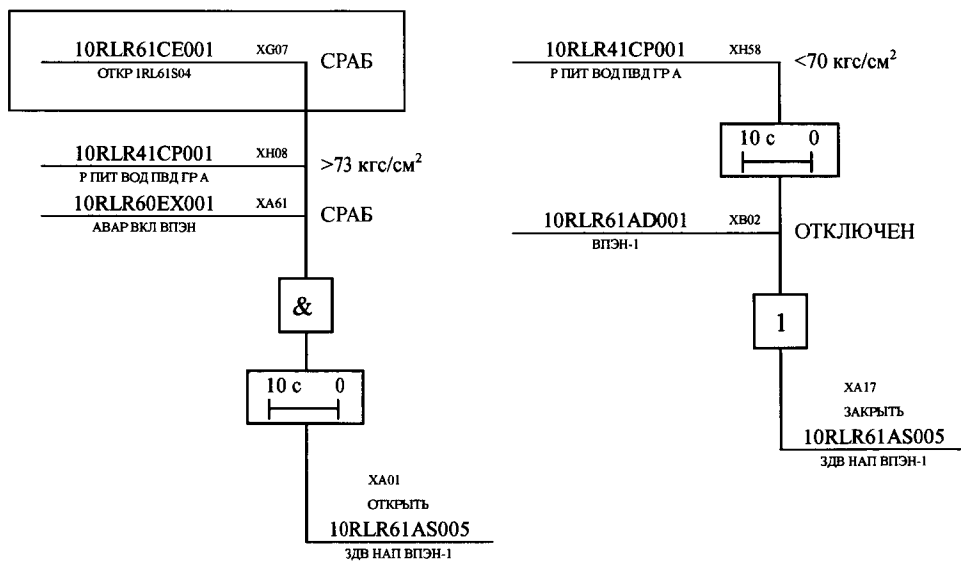 10RLR61CE001 XG07
СРАБ
ОТКР 1RL61S04
10RLR41CP001 XH08
>73 кгс/см²
Р ПИТ ВОД ПВД ГР А
10RLR60EX001 XA61
СРАБ
АВАР ВКЛ ВПЭН
&
10 с 0
XA01
ОТКРЫТЬ
10RLR61AS005
ЗДВ НАП ВПЭН-1
10RLR41CP001 XH58
<70 кгс/см²
Р ПИТ ВОД ПВД ГР А
10 с 0
10RLR61AD001 XB02
ОТКЛЮЧЕН
ВПЭН-1
1
XA17
ЗАКРЫТЬ
10RLR61AS005
ЗДВ НАП ВПЭН-1